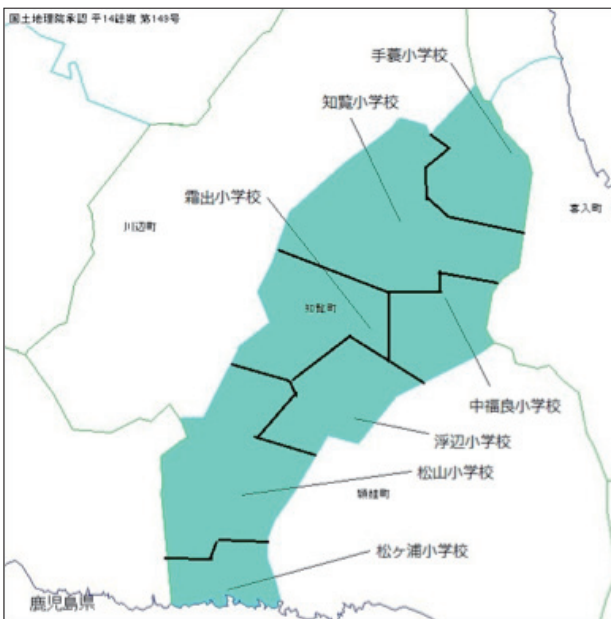 国土地理院承認 平14総複 第149号
手蓑小学校
知覧小学校
霜出小学校
喜入町
川辺町
知覧町
中福良小学校
浮辺小学校
松山小学校
頴娃町
松ヶ浦小学校
鹿児島県